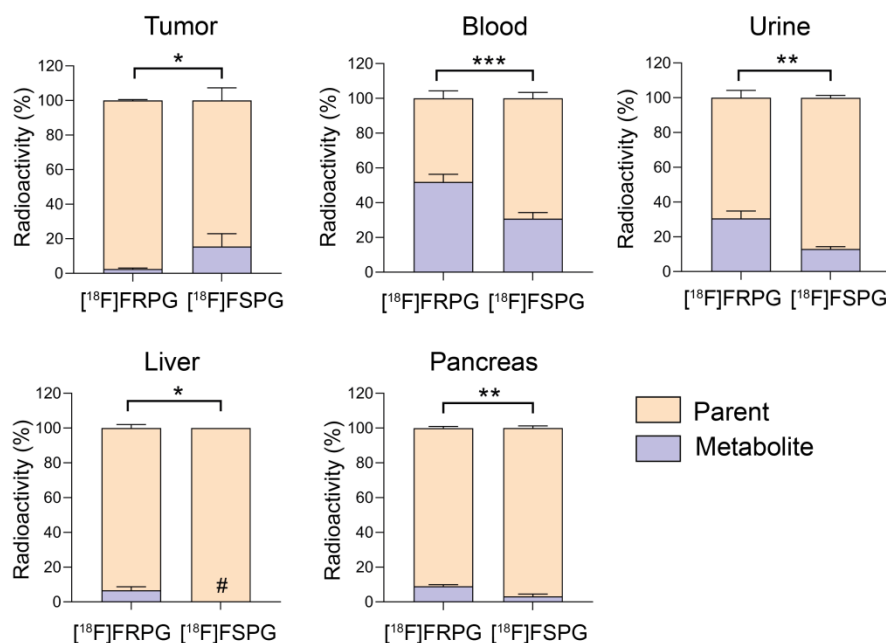 Tumor
Blood
Urine
Radioactivity (%)
120
100
80
60
40
20
0
*
[¹⁸F]FRPG
[¹⁸F]FSPG
Radioactivity (%)
120
100
80
60
40
20
0
***
[¹⁸F]FRPG
[¹⁸F]FSPG
Radioactivity (%)
120
100
80
60
40
20
0
**
[¹⁸F]FRPG
[¹⁸F]FSPG
Liver
Pancreas
Radioactivity (%)
120
100
80
60
40
20
0
*
#
[¹⁸F]FRPG
[¹⁸F]FSPG
Radioactivity (%)
120
100
80
60
40
20
0
**
[¹⁸F]FRPG
[¹⁸F]FSPG
Parent
Metabolite